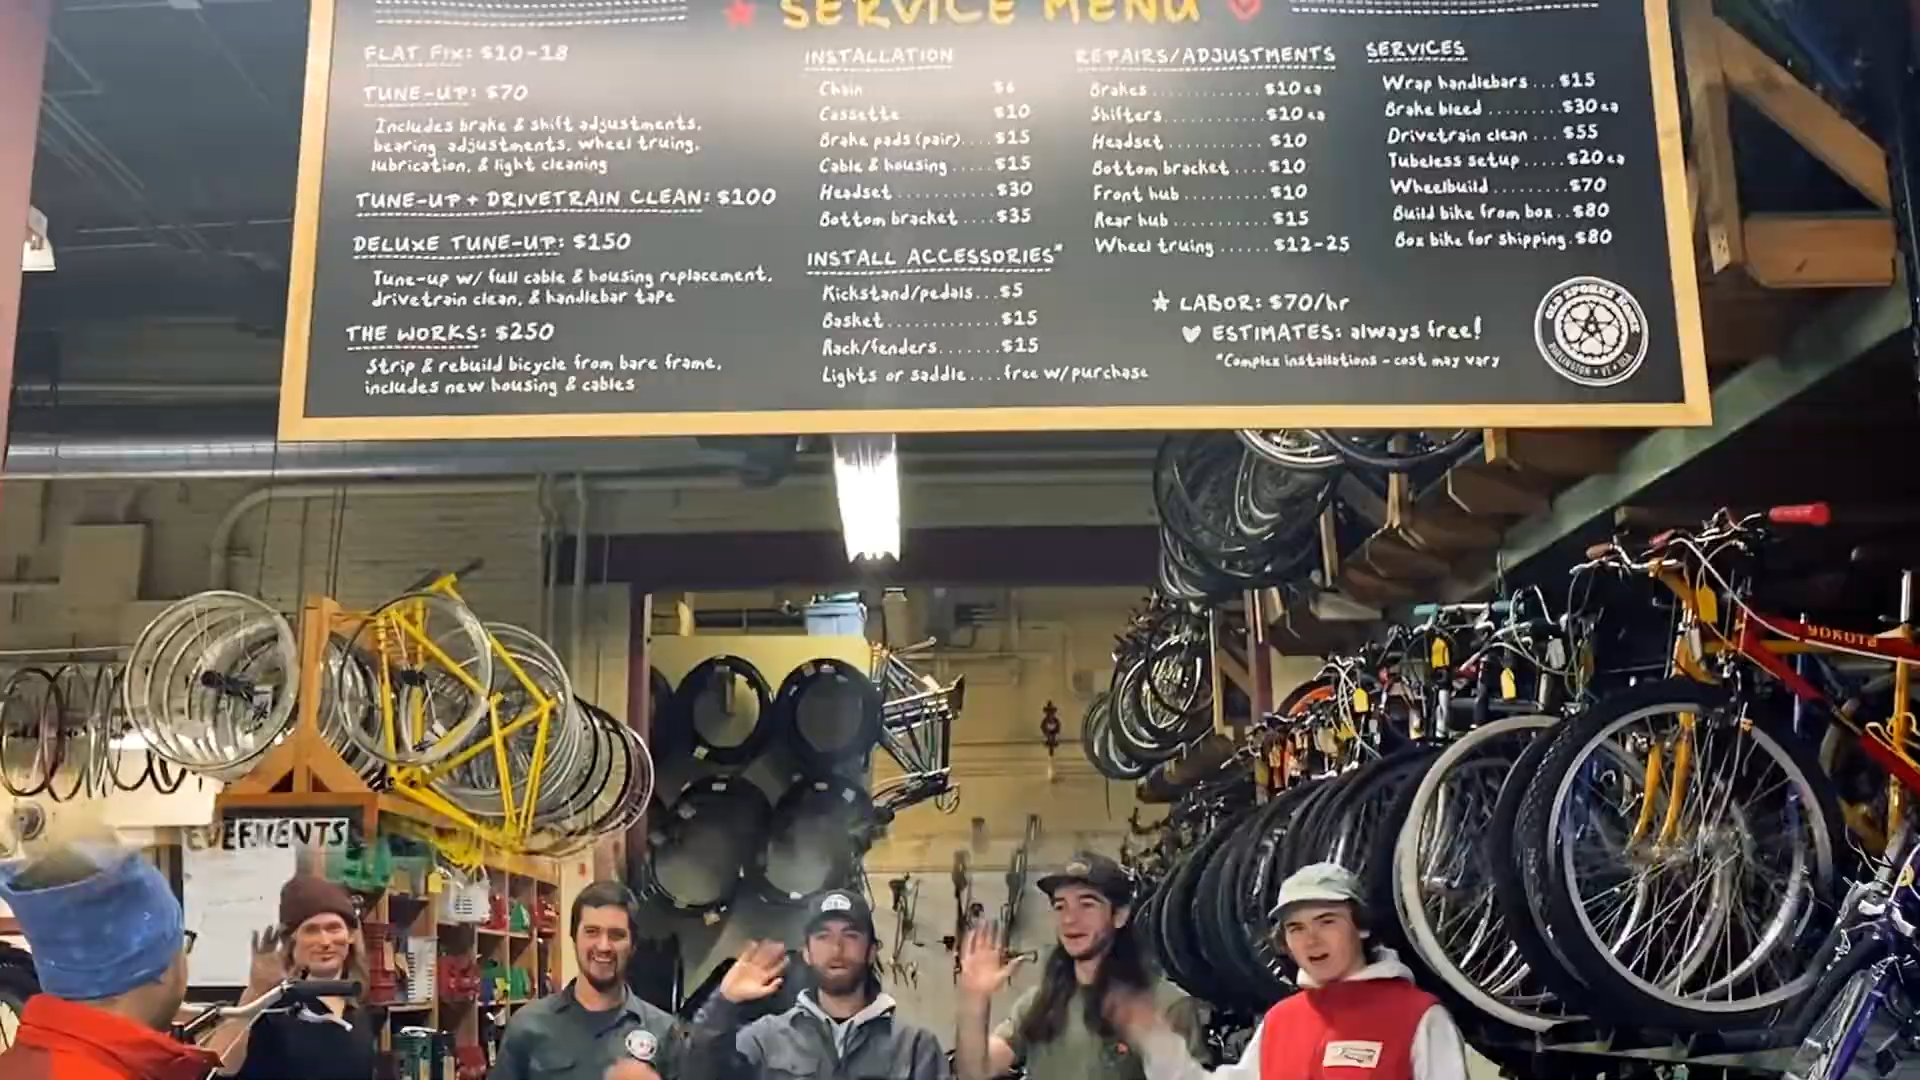 SERVICE MENU
FLAT FIX: $10-18
TUNE-UP: $70
Includes brake & shift adjustments,
bearing adjustments, wheel truing,
lubrication, & light cleaning
TUNE-UP + DRIVETRAIN CLEAN: $100
DELUXE TUNE-UP: $150
Tune-up w/ full cable & housing replacement,
drivetrain clean, & handlebar tape
THE WORKS: $250
Strip & rebuild bicycle from bare frame,
includes new housing & cables
INSTALLATION
Chain $6
Cassette $10
Brake pads (pair).... $15
Cable & housing ..... $15
Headset .......... $30
Bottom bracket .... $35
INSTALL ACCESSORIES*
Kickstand/pedals...$5
Basket............$15
Rack/fenders.......$15
Lights or saddle....free w/purchase
REPAIRS/ADJUSTMENTS
Brakes ............ $10 ea
Shifters ........... $10 ea
Headset ........... $10
Bottom bracket .... $10
Front hub ......... $10
Rear hub .......... $15
Wheel truing ...... $12-25
★ LABOR: $70/hr
♥ ESTIMATES: always free!
*Complex installations - cost may vary
SERVICES
Wrap handlebars ... $15
Brake bleed ....... $30 ea
Drivetrain clean ... $55
Tubeless setup ..... $20 ea
Wheelbuild ......... $70
Build bike from box .. $80
Box bike for shipping . $80
OLD SPOKES HOME
BURLINGTON • VT • USA
YOKOTA